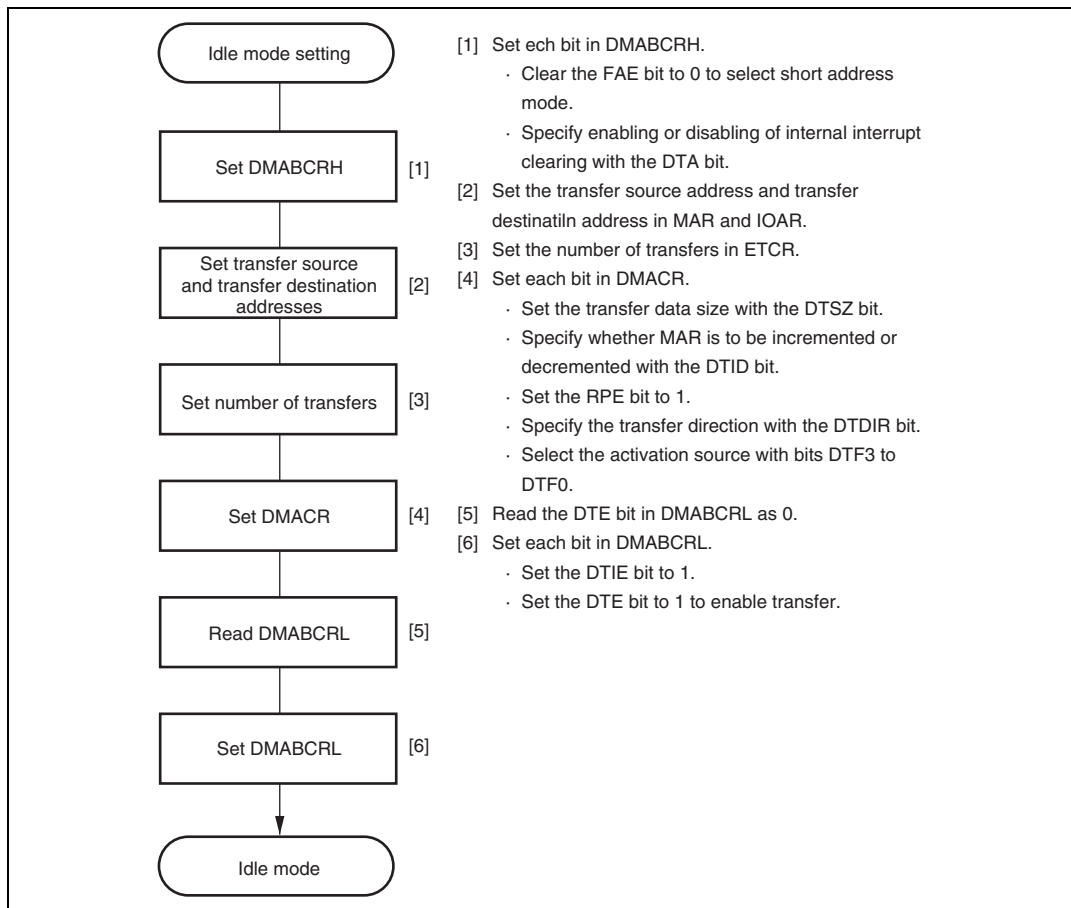 Idle mode setting
Set DMABCRH [1]
Set transfer source
and transfer destination
addresses
[2]
Set number of transfers [3]
Set DMACR [4]
Read DMABCRL [5]
Set DMABCRL [6]
Idle mode
[1] Set ech bit in DMABCRH.
· Clear the FAE bit to 0 to select short address
mode.
· Specify enabling or disabling of internal interrupt
clearing with the DTA bit.
[2] Set the transfer source address and transfer
destinatiln address in MAR and IOAR.
[3] Set the number of transfers in ETCR.
[4] Set each bit in DMACR.
· Set the transfer data size with the DTSZ bit.
· Specify whether MAR is to be incremented or
decremented with the DTID bit.
· Set the RPE bit to 1.
· Specify the transfer direction with the DTDIR bit.
· Select the activation source with bits DTF3 to
DTF0.
[5] Read the DTE bit in DMABCRL as 0.
[6] Set each bit in DMABCRL.
· Set the DTIE bit to 1.
· Set the DTE bit to 1 to enable transfer.